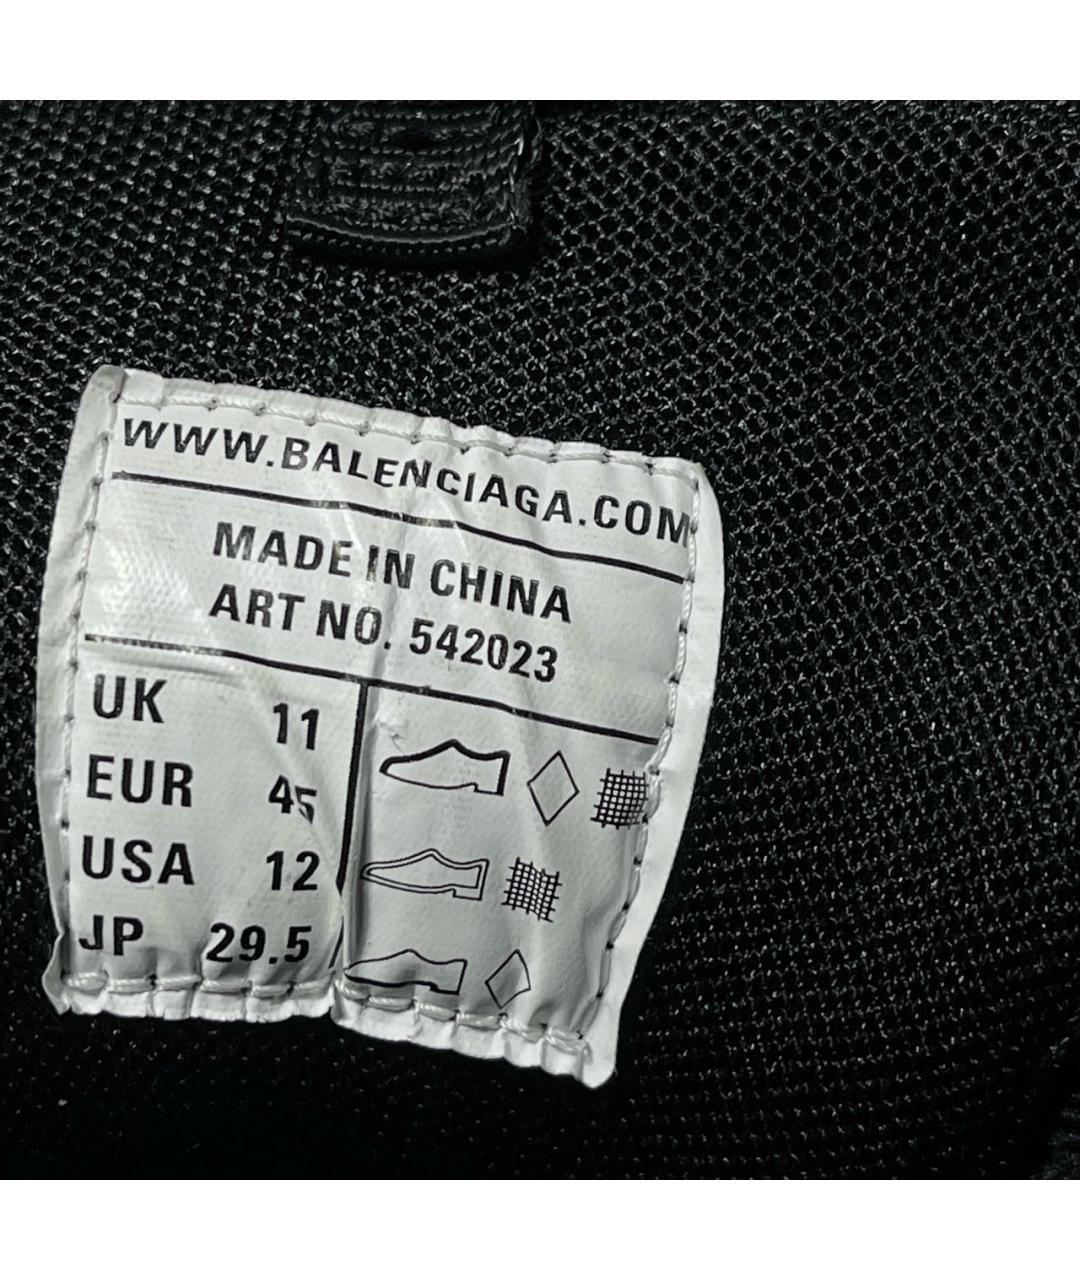 WWW.BALENCIAGA.COM
MADE IN CHINA
ART NO. 542023
UK 11
EUR 45
USA 12
JP 29.5